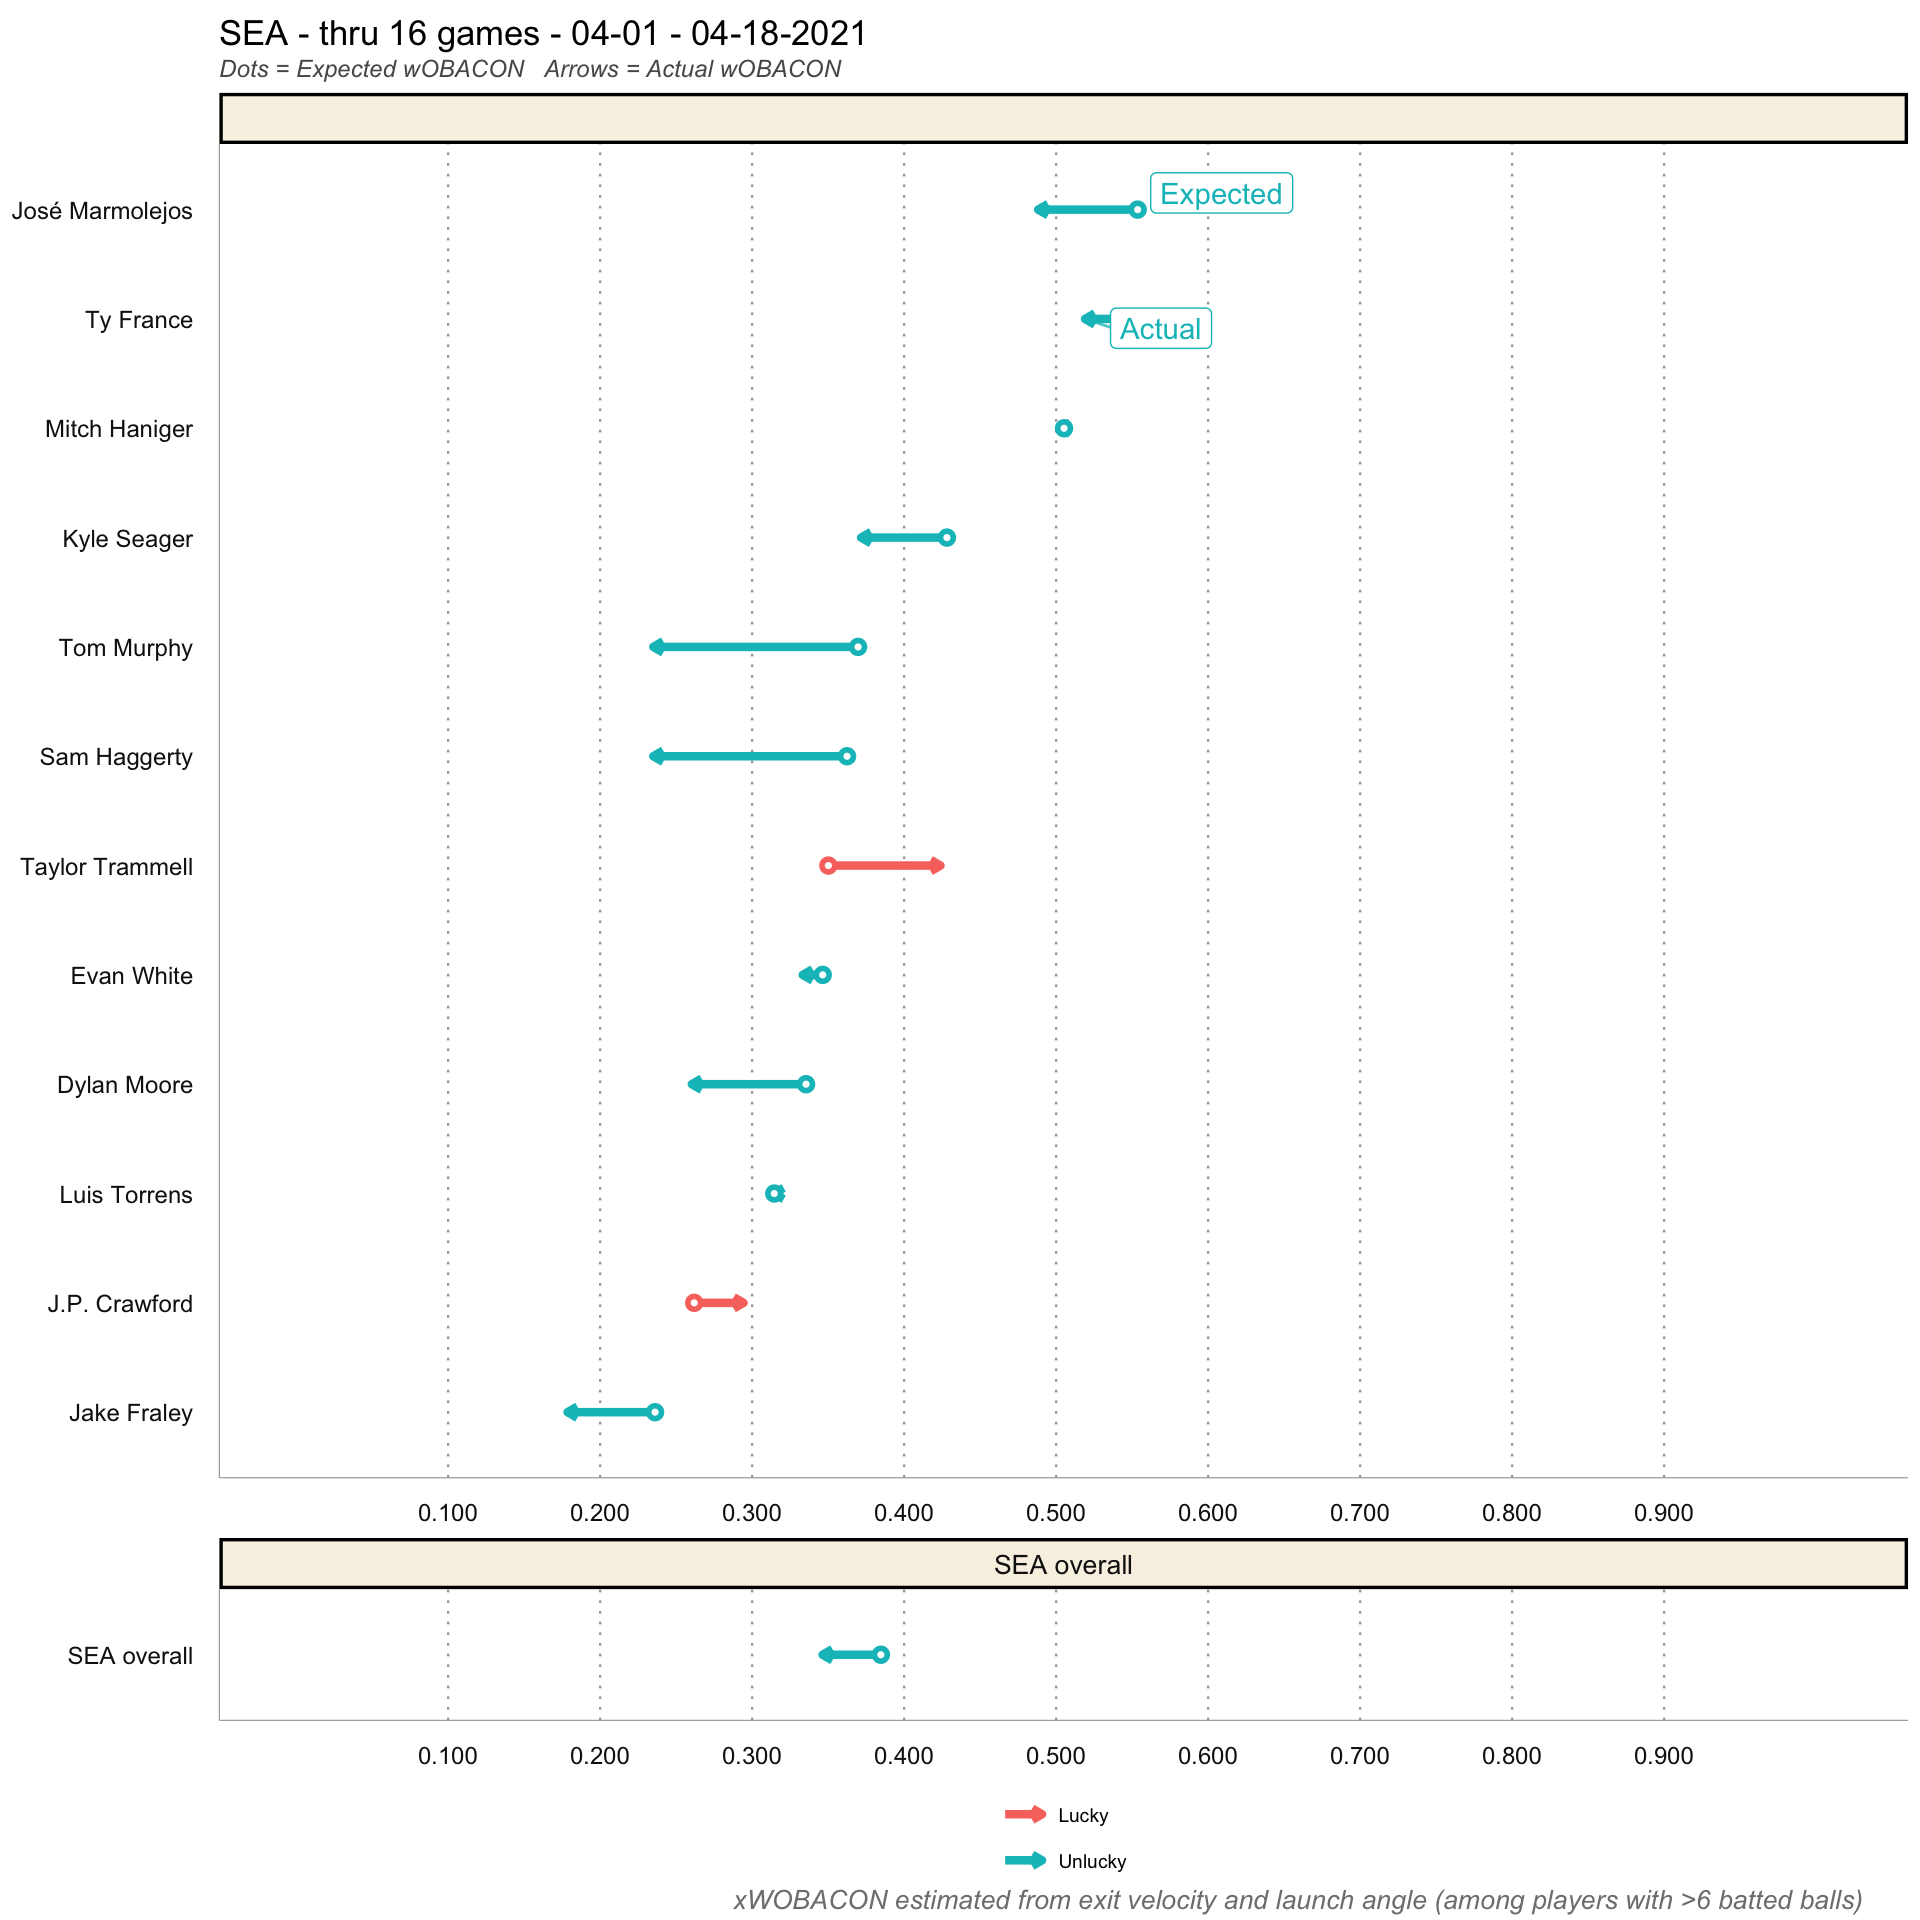 SEA - thru 16 games - 04-01 - 04-18-2021
Dots = Expected wOBACON   Arrows = Actual wOBACON
José Marmolejos
Expected
Ty France
Actual
Mitch Haniger
Kyle Seager
Tom Murphy
Sam Haggerty
Taylor Trammell
Evan White
Dylan Moore
Luis Torrens
J.P. Crawford
Jake Fraley
0.100 0.200 0.300 0.400 0.500 0.600 0.700 0.800 0.900
SEA overall
SEA overall
0.100 0.200 0.300 0.400 0.500 0.600 0.700 0.800 0.900
Lucky
Unlucky
xWOBACON estimated from exit velocity and launch angle (among players with >6 batted balls)